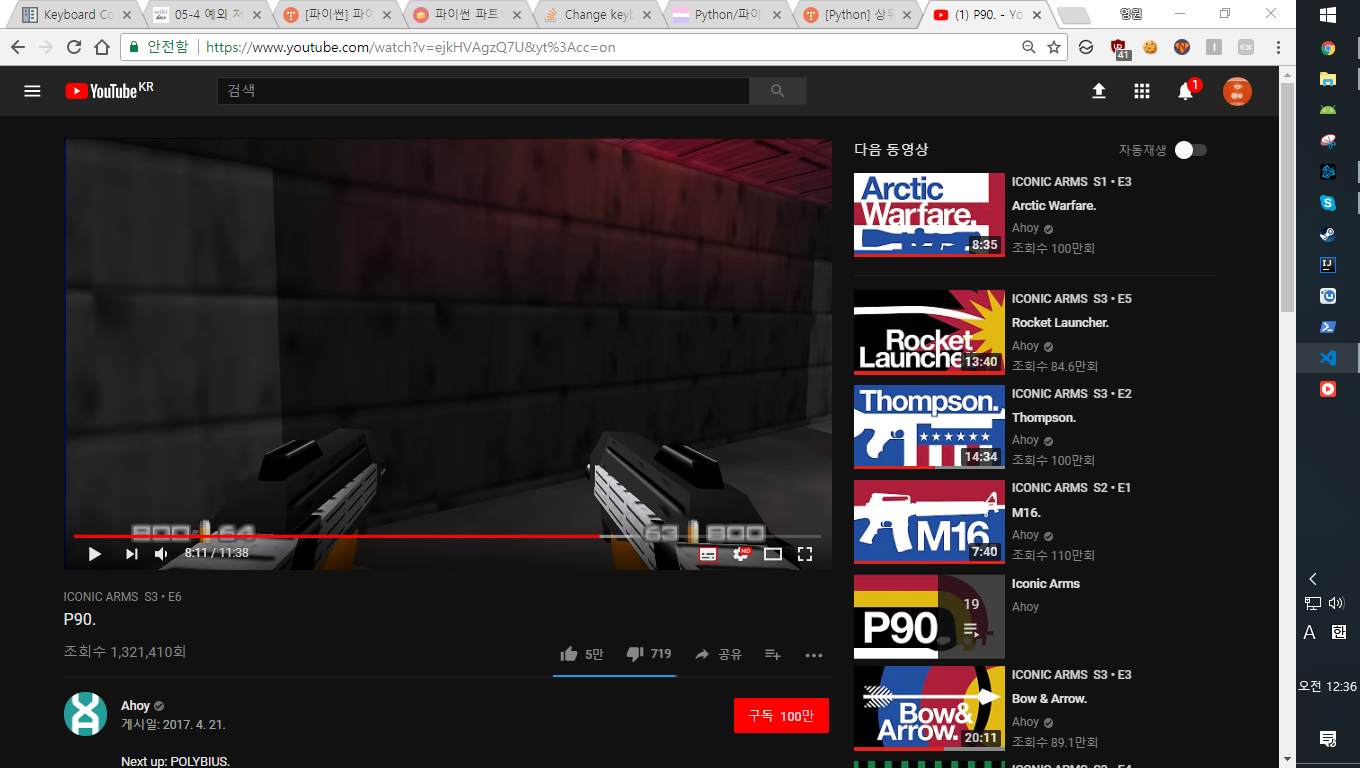 Keyboard Co
05-4 예외 처
[파이썬] 파이
파이썬 파트
Change keyb
Python/파이
[Python] 상위
(1) P90. - Yo
영원
안전함
https://www.youtube.com/watch?v=ejkHVAgzQ7U&yt%3Acc=on
41
YouTube KR
검색
1
800 64
63 800
8:11 / 11:38
HD
ICONIC ARMS S3 • E6
P90.
조회수 1,321,410회
5만
719
공유
Ahoy
게시일: 2017. 4. 21.
구독 100만
Next up: POLYBIUS.
다음 동영상
자동재생
Arctic
Warfare.
8:35
ICONIC ARMS S1 • E3
Arctic Warfare.
Ahoy
조회수 100만회
Rocket
Launche
13:40
ICONIC ARMS S3 • E5
Rocket Launcher.
Ahoy
조회수 84.6만회
Thompson.
14:34
ICONIC ARMS S3 • E2
Thompson.
Ahoy
조회수 100만회
M16
7:40
ICONIC ARMS S2 • E1
M16.
Ahoy
조회수 110만회
P90
19
Iconic Arms
Ahoy
Bow&
Arrow.
20:11
ICONIC ARMS S3 • E3
Bow & Arrow.
Ahoy
조회수 89.1만회
IJ
A 한
오전 12:36